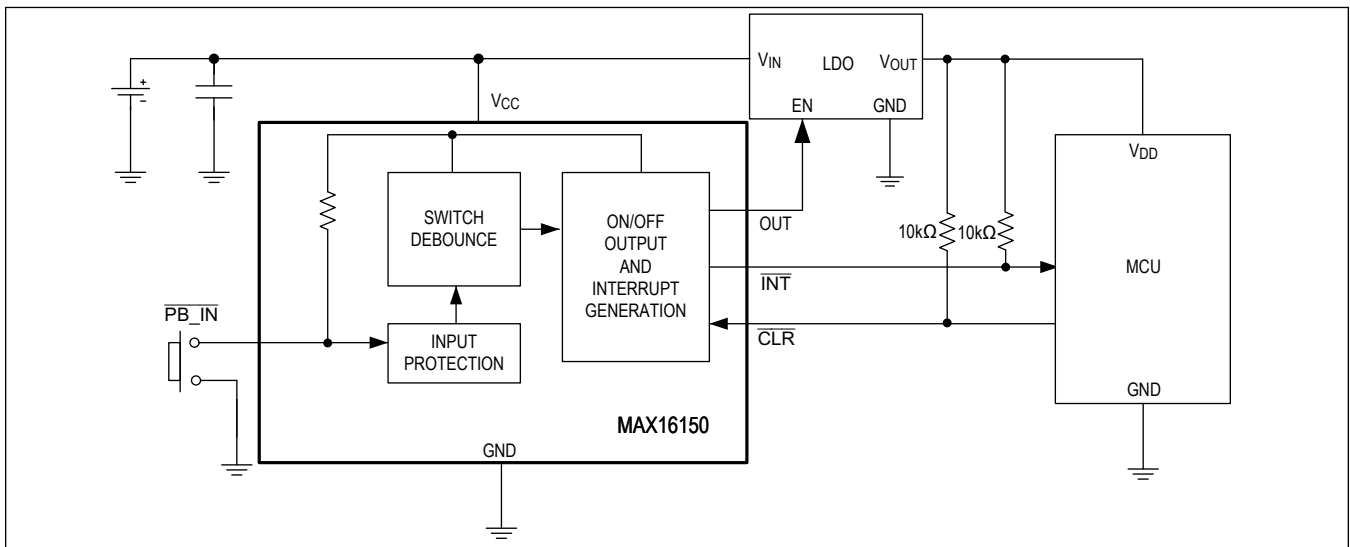 VIN
LDO
VOUT
EN
GND
+
-
VCC
VDD
SWITCH
DEBOUNCE
ON/OFF
OUTPUT
AND
INTERRUPT
GENERATION
OUT
10kΩ
10kΩ
INT
MCU
PB_IN
INPUT
PROTECTION
CLR
MAX16150
GND
GND